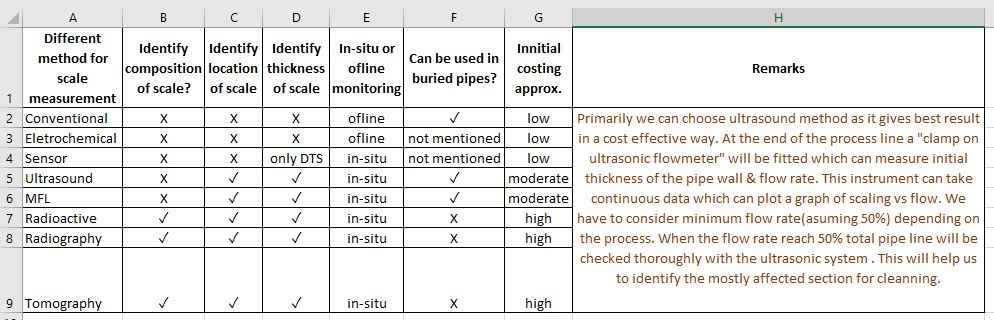 A B C D E F G H
1 Different method for scale measurement Identify composition of scale? Identify location of scale Identify thickness of scale In-situ or ofline monitoring Can be used in buried pipes? Innitial costing approx. Remarks
2 Conventional X X X ofline ✓ low
3 Eletrochemical X X X ofline not mentioned low
4 Sensor X X only DTS in-situ not mentioned low
5 Ultrasound X ✓ ✓ in-situ ✓ moderate
6 MFL X ✓ ✓ in-situ ✓ moderate
7 Radioactive ✓ ✓ ✓ in-situ X high
8 Radiography ✓ ✓ ✓ in-situ X high
9 Tomography ✓ ✓ ✓ in-situ X high
Primarily we can choose ultrasound method as it gives best result
in a cost effective way. At the end of the process line a "clamp on
ultrasonic flowmeter" will be fitted which can measure initial
thickness of the pipe wall & flow rate. This instrument can take
continuous data which can plot a graph of scaling vs flow. We
have to consider minimum flow rate(asuming 50%) depending on
the process. When the flow rate reach 50% total pipe line will be
checked thoroughly with the ultrasonic system . This will help us
to identify the mostly affected section for cleanning.